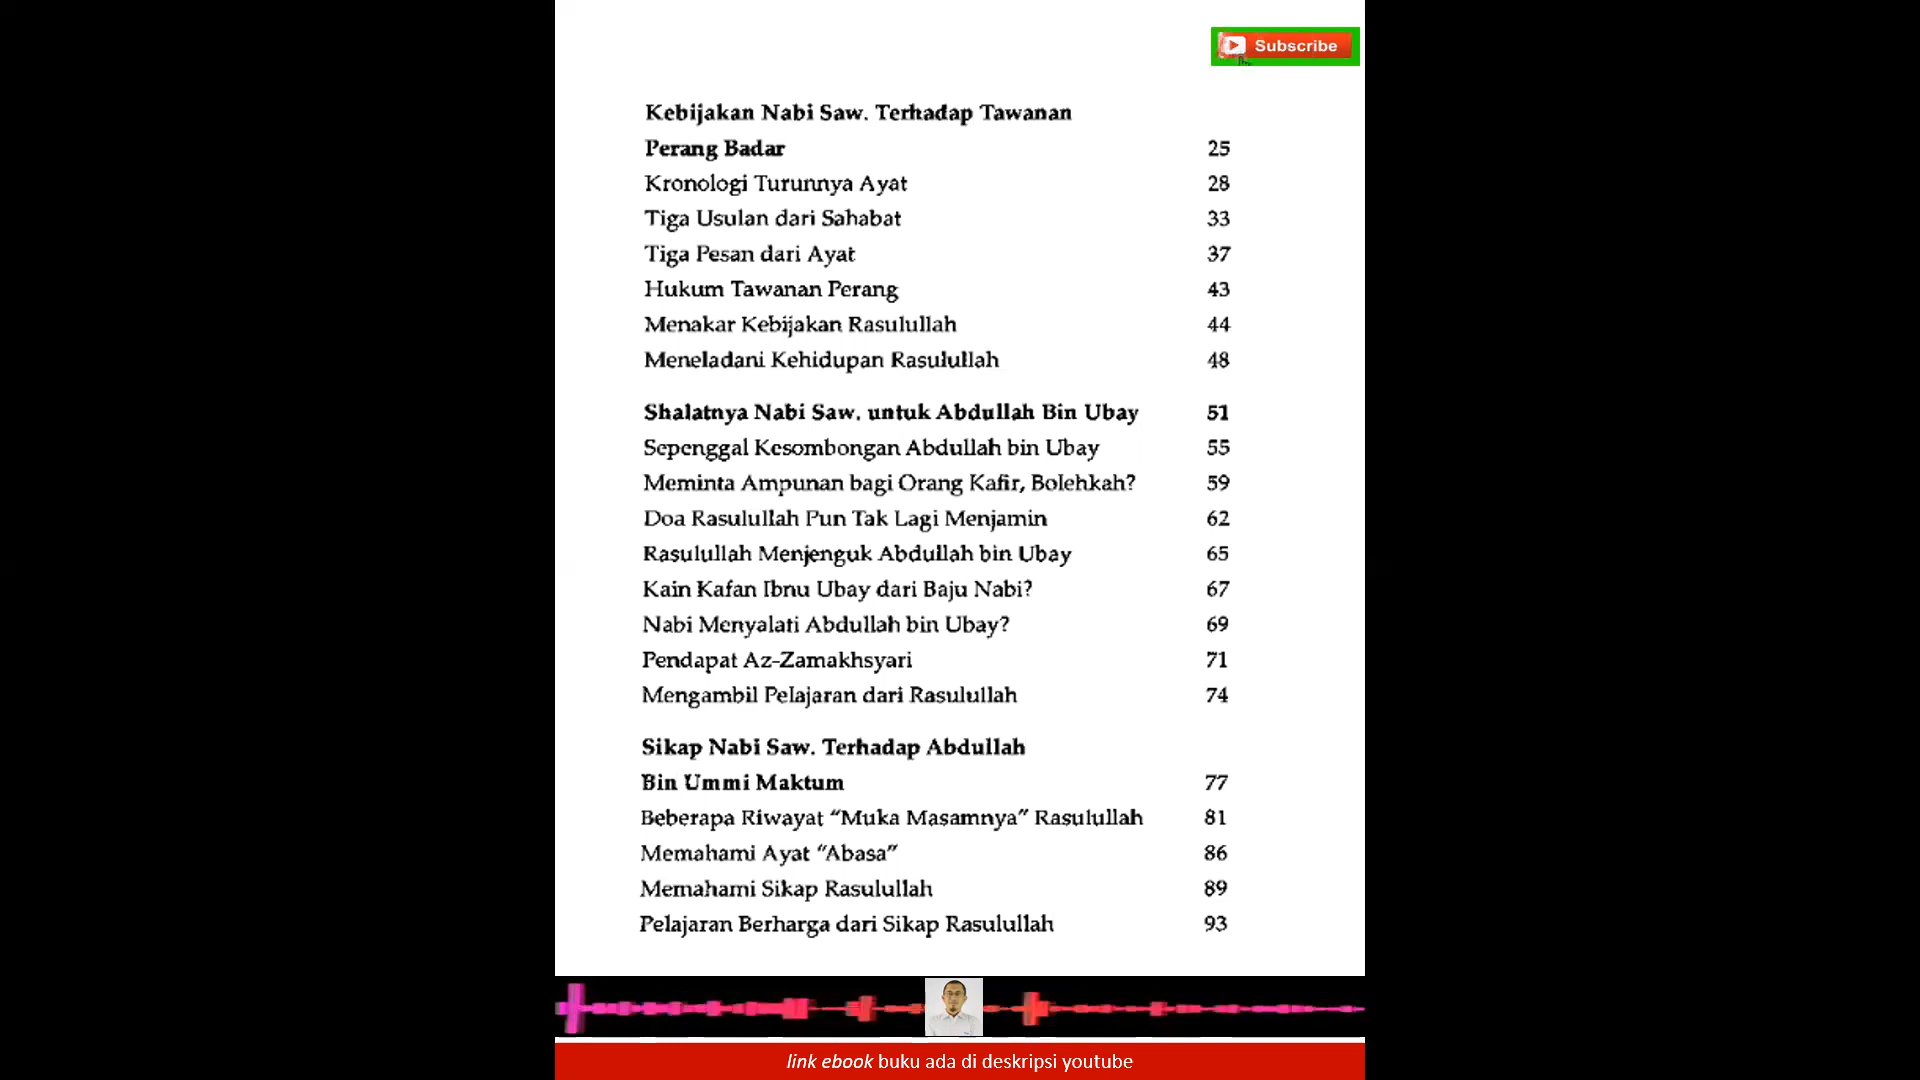 Subscribe
Kebijakan Nabi Saw. Terhadap Tawanan
Perang Badar 25
Kronologi Turunnya Ayat 28
Tiga Usulan dari Sahabat 33
Tiga Pesan dari Ayat 37
Hukum Tawanan Perang 43
Menakar Kebijakan Rasulullah 44
Meneladani Kehidupan Rasulullah 48
Shalatnya Nabi Saw. untuk Abdullah Bin Ubay 51
Sepenggal Kesombongan Abdullah bin Ubay 55
Meminta Ampunan bagi Orang Kafir, Bolehkah? 59
Doa Rasulullah Pun Tak Lagi Menjamin 62
Rasulullah Menjenguk Abdullah bin Ubay 65
Kain Kafan Ibnu Ubay dari Baju Nabi? 67
Nabi Menyalati Abdullah bin Ubay? 69
Pendapat Az-Zamakhsyari 71
Mengambil Pelajaran dari Rasulullah 74
Sikap Nabi Saw. Terhadap Abdullah
Bin Ummi Maktum 77
Beberapa Riwayat “Muka Masamnya” Rasulullah 81
Memahami Ayat “Abasa” 86
Memahami Sikap Rasulullah 89
Pelajaran Berharga dari Sikap Rasulullah 93
link ebook buku ada di deskripsi youtube